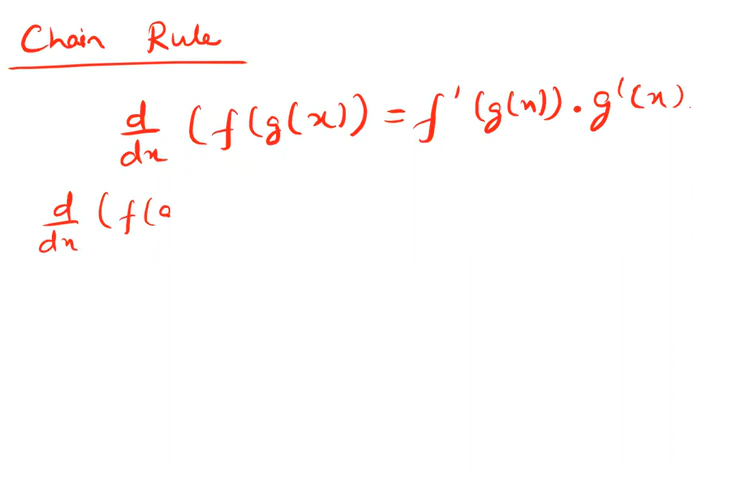 Chain Rule
d/dx (f(g(x)) = f'(g(x)) · g'(x)
d/dx (f(